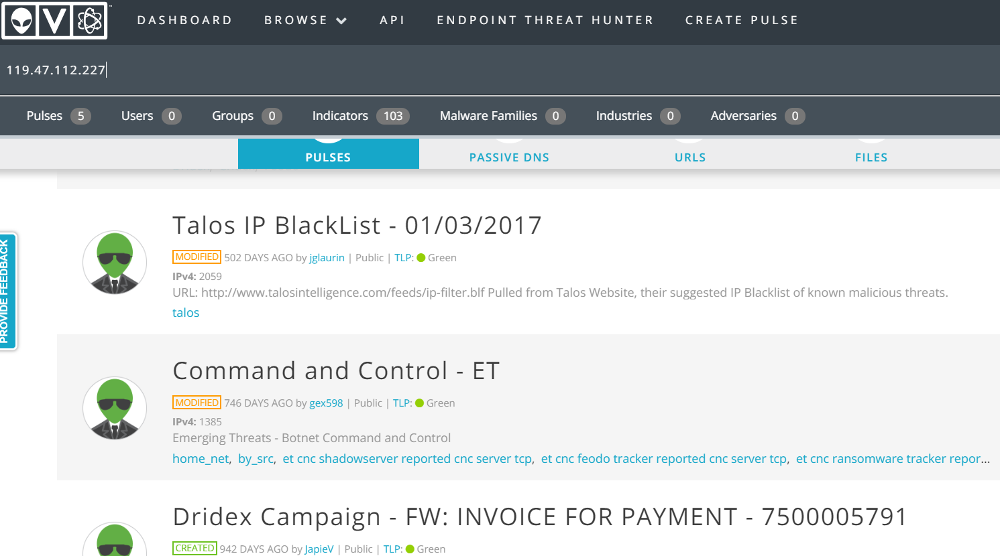 V
DASHBOARD BROWSE API ENDPOINT THREAT HUNTER CREATE PULSE
119.47.112.227
Pulses 5 Users 0 Groups 0 Indicators 103 Malware Families 0 Industries 0 Adversaries 0
PULSES PASSIVE DNS URLS FILES
PROVIDE FEEDBACK
Talos IP BlackList - 01/03/2017
MODIFIED 502 DAYS AGO by jglaurin | Public | TLP: Green
IPv4: 2059
URL: http://www.talosintelligence.com/feeds/ip-filter.blf Pulled from Talos Website, their suggested IP Blacklist of known malicious threats.
talos
Command and Control - ET
MODIFIED 746 DAYS AGO by gex598 | Public | TLP: Green
IPv4: 1385
Emerging Threats - Botnet Command and Control
home_net, by_src, et cnc shadowserver reported cnc server tcp, et cnc feodo tracker reported cnc server tcp, et cnc ransomware tracker repor...
Dridex Campaign - FW: INVOICE FOR PAYMENT - 7500005791
CREATED 942 DAYS AGO by JapieV | Public | TLP: Green